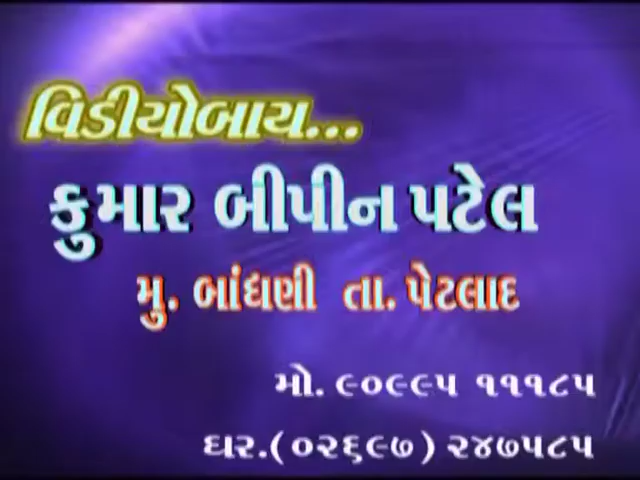 વિડીયોબાય...
કુમાર બીપીન પટેલ
મુ. બાંધણી તા. પેટલાદ
મો. ૯૦૯૯૫ ૧૧૧૮૫
ઘર.(૦૨૬૯૭) ૨૪૭૫૮૫